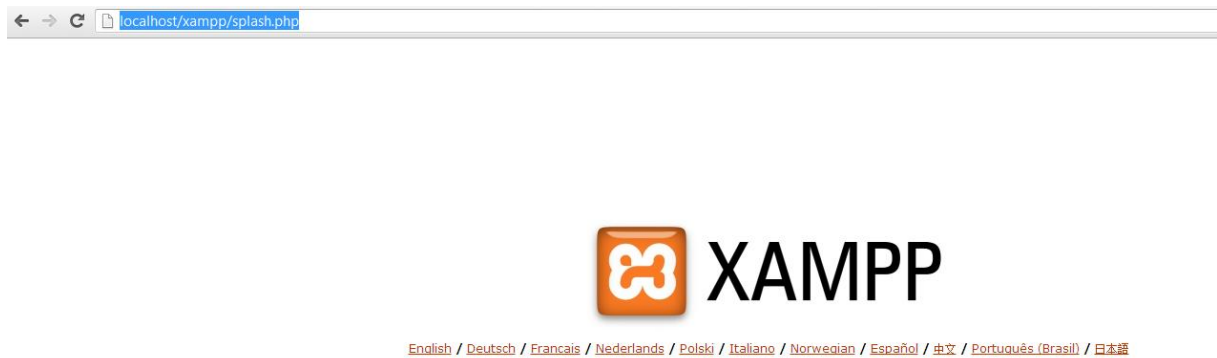 localhost/xampp/splash.php
XAMPP
English / Deutsch / Francais / Nederlands / Polski / Italiano / Norwegian / Español / 中文 / Português (Brasil) / 日本語